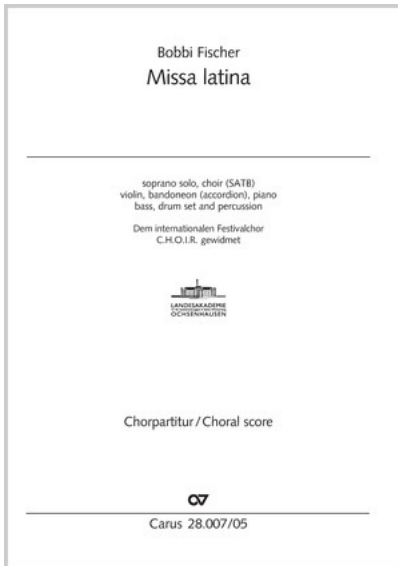 Bobbi Fischer
Missa latina
soprano solo, choir (SATB)
violin, bandoneon (accordion), piano
bass, drum set and percussion
Dem internationalen Festivalchor
C.H.O.I.R. gewidmet
LANDESAKADEMIE
OCHSENHAUSEN
Chorpartitur/Choral score
Carus 28.007/05